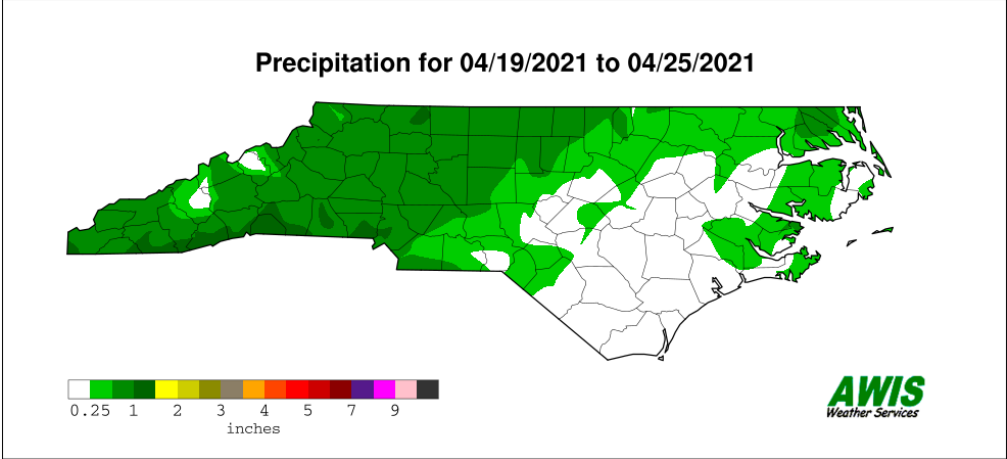 Precipitation for 04/19/2021 to 04/25/2021
0.25 1 2 3 4 5 7 9
inches
AWIS
Weather Services